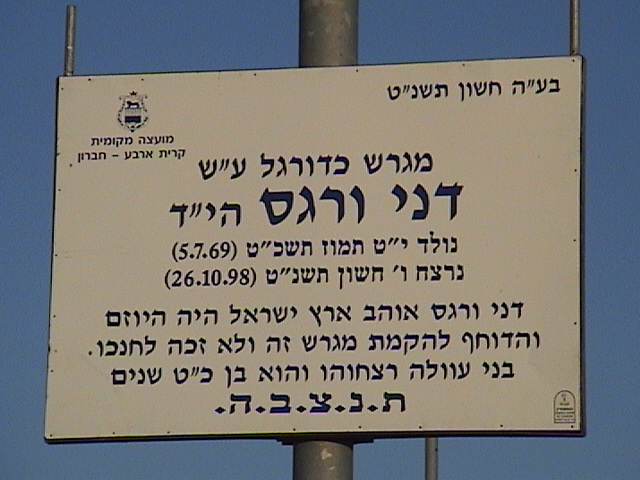 בע״ה חשון תשנ״ט
מועצה מקומית
קרית ארבע - חברון
מגרש כדורגל ע״ש
דני ורגס הי״ד
נולד י״ט תמוז תשכ״ט (5.7.69)
נרצח ו׳ חשון תשנ״ט (26.10.98)
דני ורגס אוהב ארץ ישראל היה היוזם
והדוחף להקמת מגרש זה ולא זכה לחנכו.
בני עוולה רצחוהו והוא בן כ״ט שנים
ת.נ.צ.ב.ה.